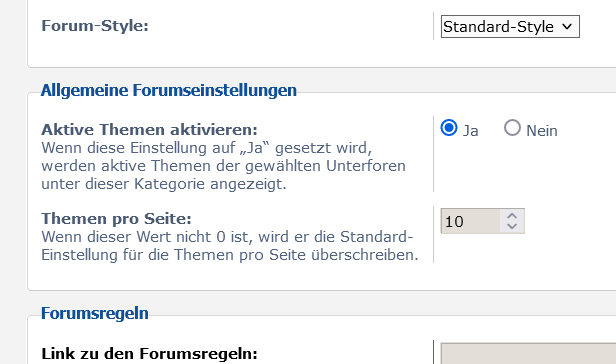 Forum-Style:
Standard-Style
Allgemeine Forumseinstellungen
Aktive Themen aktivieren:
Ja
Nein
Wenn diese Einstellung auf „Ja“ gesetzt wird,
werden aktive Themen der gewählten Unterforen
unter dieser Kategorie angezeigt.
Themen pro Seite:
10
Wenn dieser Wert nicht 0 ist, wird er die Standard-
Einstellung für die Themen pro Seite überschreiben.
Forumsregeln
Link zu den Forumsregeln: